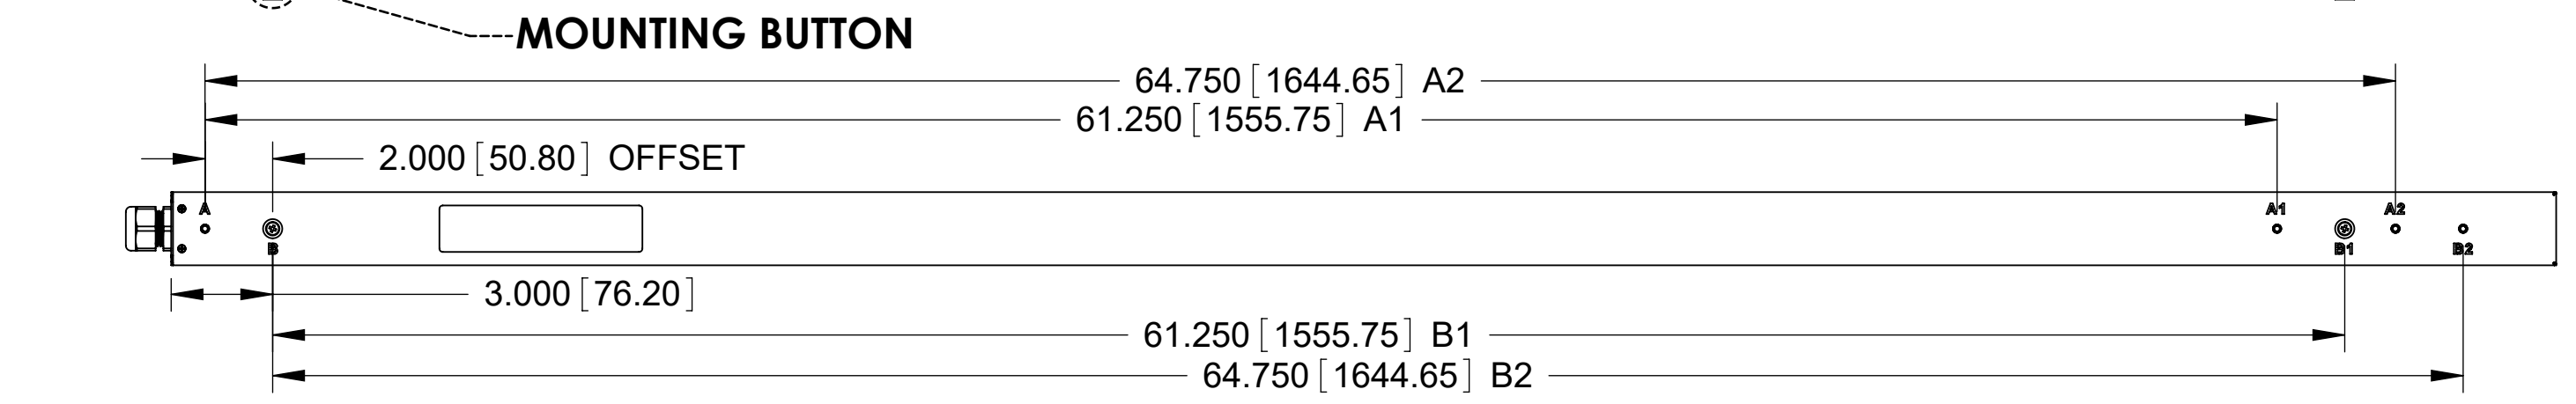 MOUNTING BUTTON
64.750 [1644.65] A2
61.250 [1555.75] A1
2.000 [50.80] OFFSET
A
A1
A2
B
B1
B2
3.000 [76.20]
61.250 [1555.75] B1
64.750 [1644.65] B2